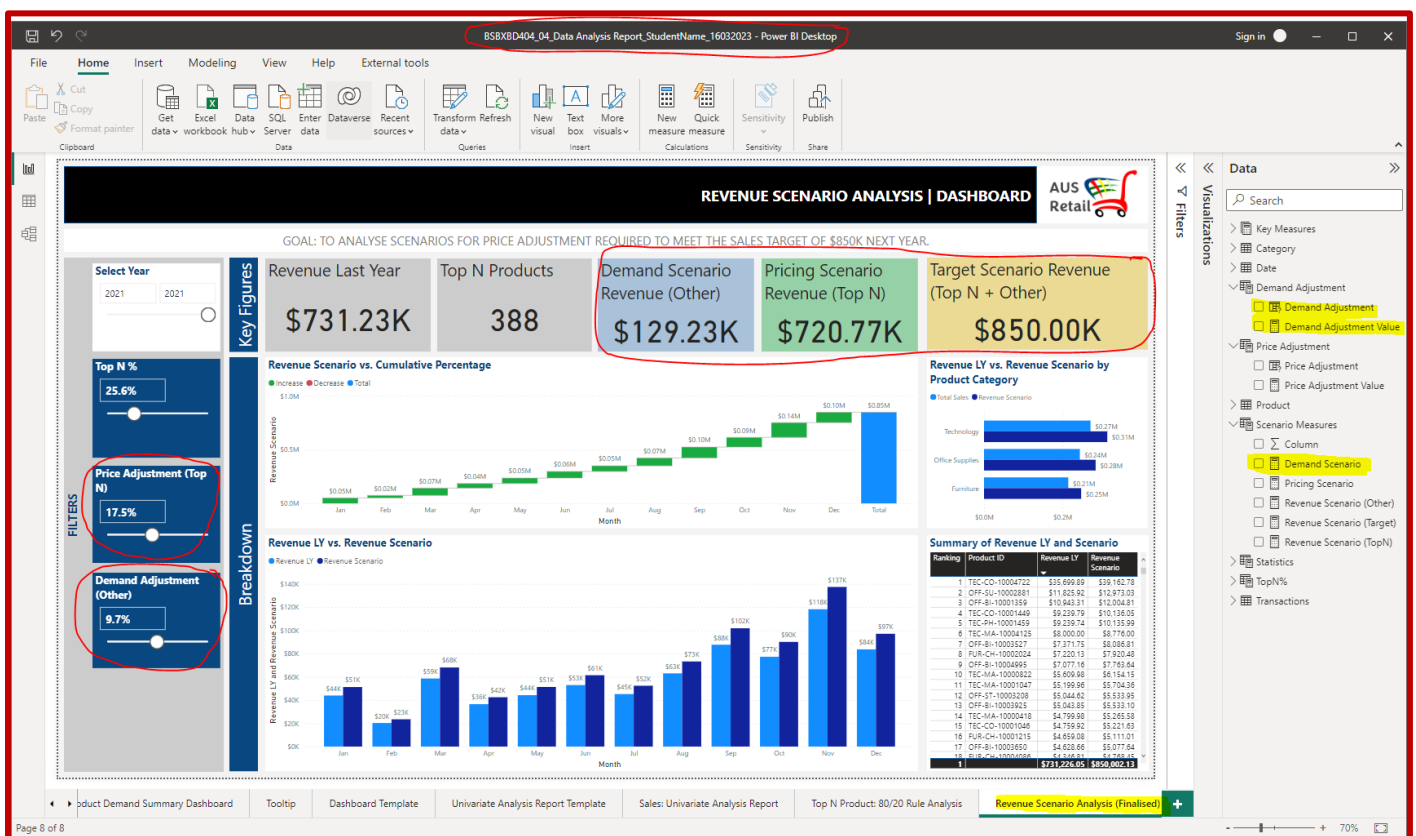 BSBXBD404_04_Data Analysis Report_StudentName_16032023 - Power BI Desktop
Sign in
File Home Insert Modeling View Help External tools
Paste
Cut
Copy
Format painter
Clipboard
Get data
Excel workbook
Data hub
SQL Server
Enter data
Dataverse
Recent sources
Data
Transform data
Refresh
Queries
New visual
Text box
More visuals
Insert
New measure
Quick measure
Calculations
Sensitivity
Sensitivity
Publish
Share
REVENUE SCENARIO ANALYSIS | DASHBOARD
AUS
Retail
GOAL: TO ANALYSE SCENARIOS FOR PRICE ADJUSTMENT REQUIRED TO MEET THE SALES TARGET OF $850K NEXT YEAR.
FILTERS
Select Year
2021 2021
Top N %
25.6%
Price Adjustment (Top
N)
17.5%
Demand Adjustment
(Other)
9.7%
Key Figures
Revenue Last Year
$731.23K
Top N Products
388
Demand Scenario
Revenue (Other)
$129.23K
Pricing Scenario
Revenue (Top N)
$720.77K
Target Scenario Revenue
(Top N + Other)
$850.00K
Breakdown
Revenue Scenario vs. Cumulative Percentage
Increase Decrease Total
Revenue Scenario
$1.0M
$0.5M
$0.0M
$0.05M $0.02M $0.07M $0.04M $0.05M $0.06M $0.05M $0.07M $0.10M $0.09M $0.14M $0.10M $0.85M
Jan Feb Mar Apr May Jun Jul Aug Sep Oct Nov Dec Total
Month
Revenue LY vs. Revenue Scenario by
Product Category
Total Sales Revenue Scenario
Technology $0.27M $0.31M
Office Supplies $0.24M $0.28M
Furniture $0.21M $0.25M
$0.0M $0.2M
Revenue LY vs. Revenue Scenario
Revenue LY Revenue Scenario
Revenue LY and Revenue Scenario
$140K
$120K
$100K
$80K
$60K
$40K
$20K
$0K
$44K $51K $20K $23K $59K $68K $36K $42K $44K $51K $53K $61K $45K $52K $63K $73K $88K $102K $77K $90K $118K $137K $84K $97K
Jan Feb Mar Apr May Jun Jul Aug Sep Oct Nov Dec
Month
Summary of Revenue LY and Scenario
Ranking Product ID Revenue LY Revenue Scenario
1 TEC-CO-10004722 $35,699.89 $39,162.78
2 OFF-SU-10002881 $11,825.92 $12,973.03
3 OFF-BI-10001359 $10,943.31 $12,004.81
4 TEC-CO-10001449 $9,239.79 $10,136.05
5 TEC-PH-10001459 $9,239.74 $10,135.99
6 TEC-MA-10004125 $8,000.00 $8,776.00
7 OFF-BI-10003527 $7,371.75 $8,086.81
8 FUR-CH-10002024 $7,220.13 $7,920.48
9 OFF-BI-10004995 $7,077.16 $7,763.64
10 TEC-MA-10000822 $5,609.98 $6,154.15
11 TEC-MA-10001047 $5,199.96 $5,704.36
12 OFF-ST-10003208 $5,044.62 $5,533.95
13 OFF-BI-10003925 $5,043.85 $5,533.10
14 TEC-MA-10000418 $4,799.98 $5,265.58
15 TEC-CO-10001046 $4,759.92 $5,221.63
16 FUR-CH-10001215 $4,659.08 $5,111.01
17 OFF-BI-10003650 $4,628.66 $5,077.64
18 FUR-CH-10004086 $4,346.81 $4,768.45
1 $731,226.05 $850,002.13
Filters
Visualizations
Data
Search
Key Measures
Category
Date
Demand Adjustment
Demand Adjustment
Demand Adjustment Value
Price Adjustment
Price Adjustment
Price Adjustment Value
Product
Scenario Measures
Column
Demand Scenario
Pricing Scenario
Revenue Scenario (Other)
Revenue Scenario (Target)
Revenue Scenario (TopN)
Statistics
TopN%
Transactions
duct Demand Summary Dashboard
Tooltip
Dashboard Template
Univariate Analysis Report Template
Sales: Univariate Analysis Report
Top N Product: 80/20 Rule Analysis
Revenue Scenario Analysis (Finalised)
Page 8 of 8
70%